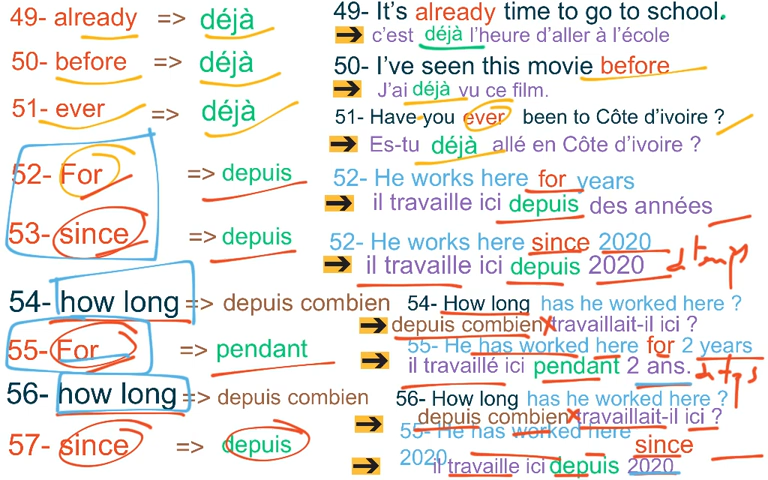 49- already => déjà
50- before => déjà
51- ever => déjà
52- For => depuis
53- since => depuis
54- how long => depuis combien
55- For => pendant
56- how long => depuis combien
57- since => depuis
49- It's already time to go to school.
c'est déjà l'heure d'aller à l'école
50- I've seen this movie before
J'ai déjà vu ce film.
51- Have you ever been to Côte d'ivoire ?
Es-tu déjà allé en Côte d'ivoire ?
52- He works here for years
il travaille ici depuis des années
52- He works here since 2020
il travaille ici depuis 2020
54- How long has he worked here ?
depuis combien travaillait-il ici ?
55- He has worked here for 2 years
il travaillé ici pendant 2 ans.
56- How long has he worked here ?
depuis combien travaillait-il ici ?
55- He has worked here since
2020
il travaille ici depuis 2020